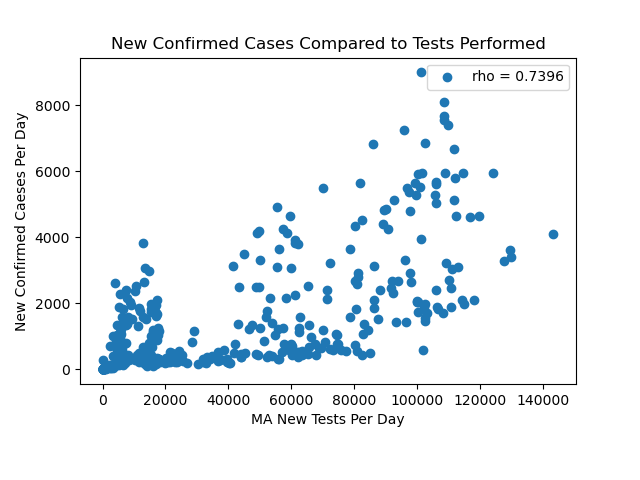 New Confirmed Cases Compared to Tests Performed
rho = 0.7396
New Confirmed Caeses Per Day
8000
6000
4000
2000
0
0 20000 40000 60000 80000 100000 120000 140000
MA New Tests Per Day